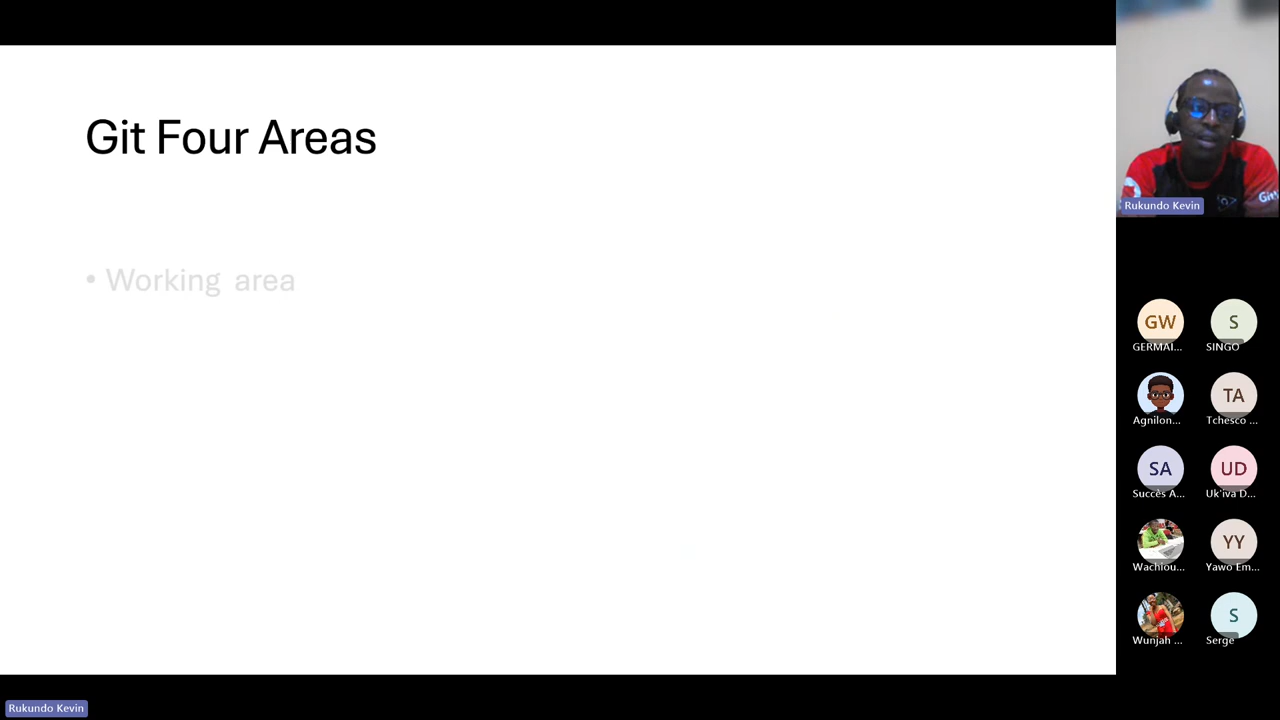 Git Four Areas
• Working area
Rukundo Kevin
GW
GERMAI...
S
SINGO
Agnilon...
TA
Tchesco ...
SA
Succès A...
UD
Uk'iva D...
Wachiou...
YY
Yawo Em...
Wunjah ...
S
Serge
Rukundo Kevin